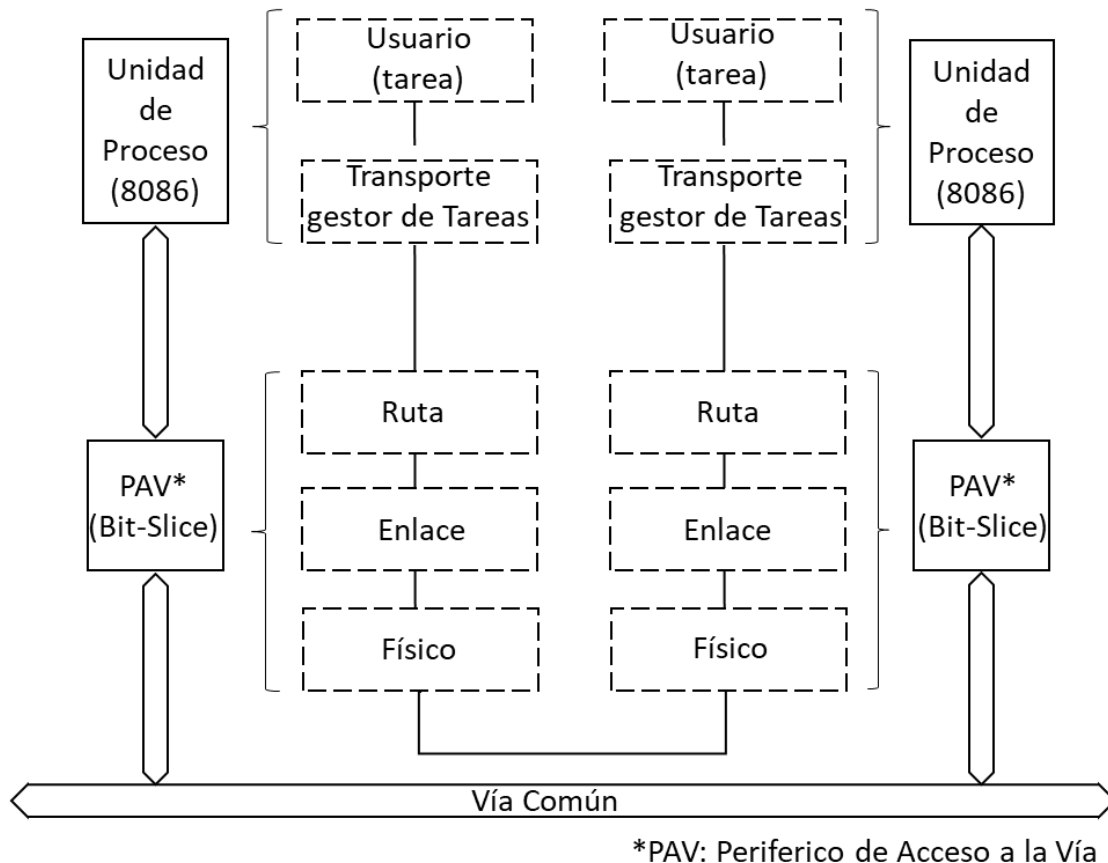 Unidad
de
Proceso
(8086)
Usuario
(tarea)
Usuario
(tarea)
Unidad
de
Proceso
(8086)
Transporte
gestor de Tareas
Transporte
gestor de Tareas
PAV*
(Bit-Slice)
Ruta
Ruta
PAV*
(Bit-Slice)
Enlace
Enlace
Físico
Físico
Vía Común
*PAV: Periferico de Acceso a la Vía